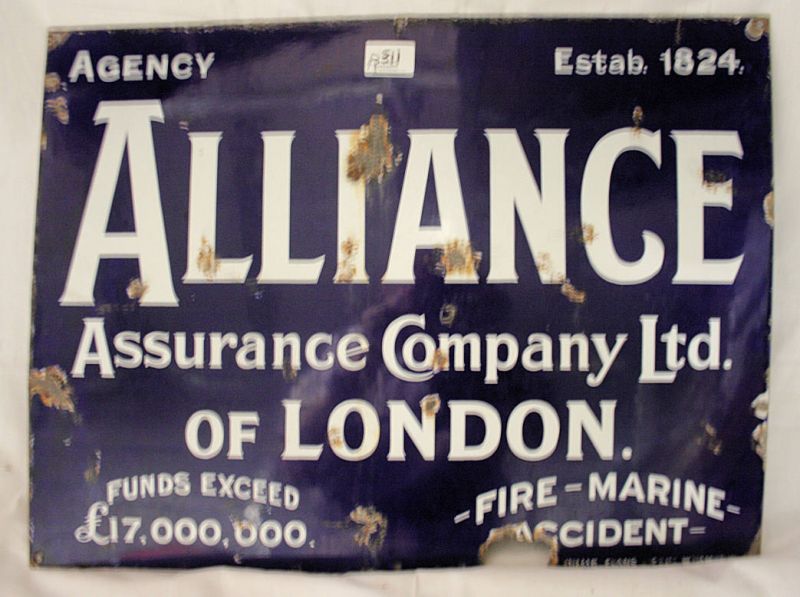 AGENCY
Estab. 1824.
ALLIANCE
Assurance Company Ltd.
OF LONDON.
FUNDS EXCEED
£17,000,000.
-FIRE=MARINE-
ACCIDENT=